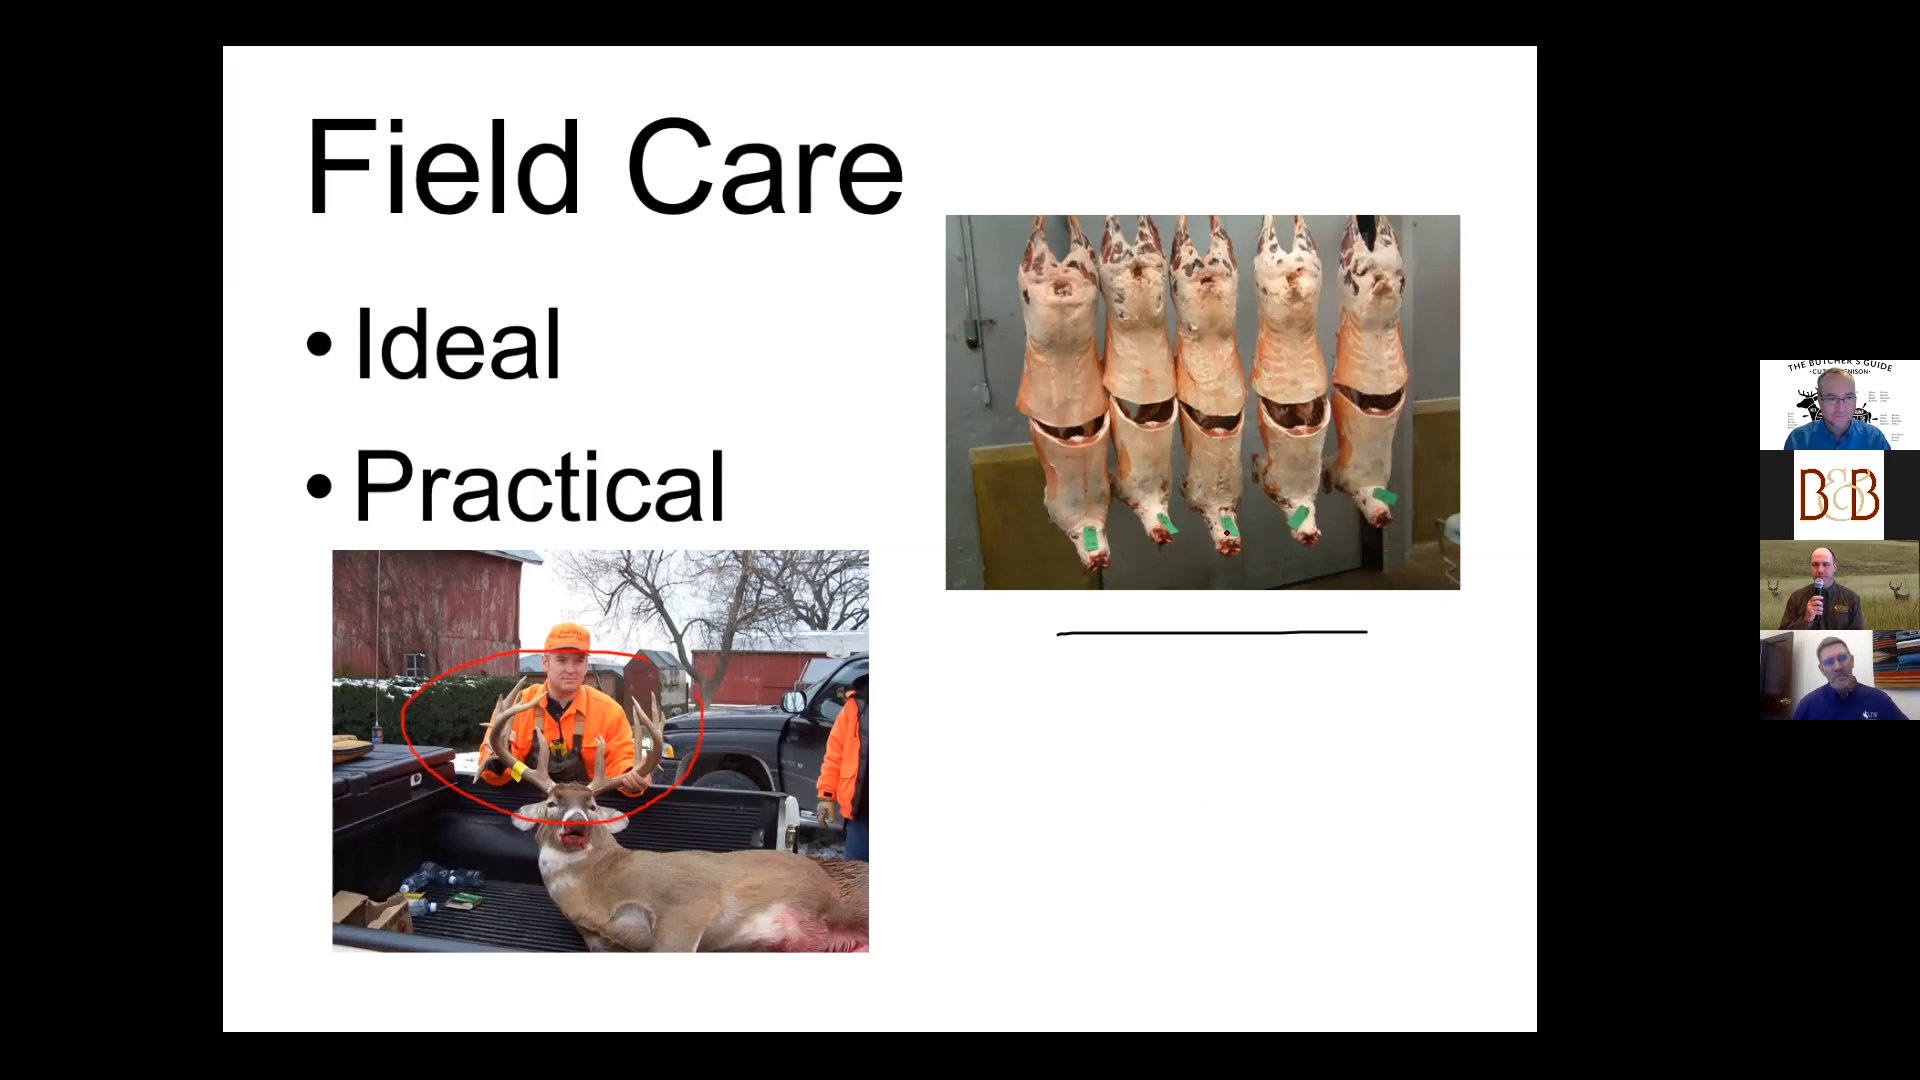 Field Care
• Ideal
• Practical
THE BUTCHER'S GUIDE
B&B